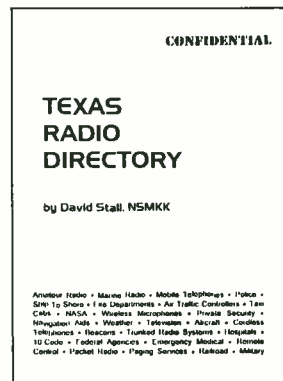 CONFIDENTIAL
TEXAS
RADIO
DIRECTORY
by David Stall, N5MKK
Amateur Radio • Marine Radio • Mobile Telephones • Police •
Ship To Shore • Fire Departments • Air Traffic Controllers • Taxi
Cabs • NASA • Wireless Microphones • Private Security •
Navigation Aids • Weather • Television • Aircraft • Cordless
Telephones • Beacons • Trunked Radio Systems • Hospitals •
10 Code • Federal Agencies • Emergency Medical • Remote
Control • Packet Radio • Paging Services • Railroad • Military